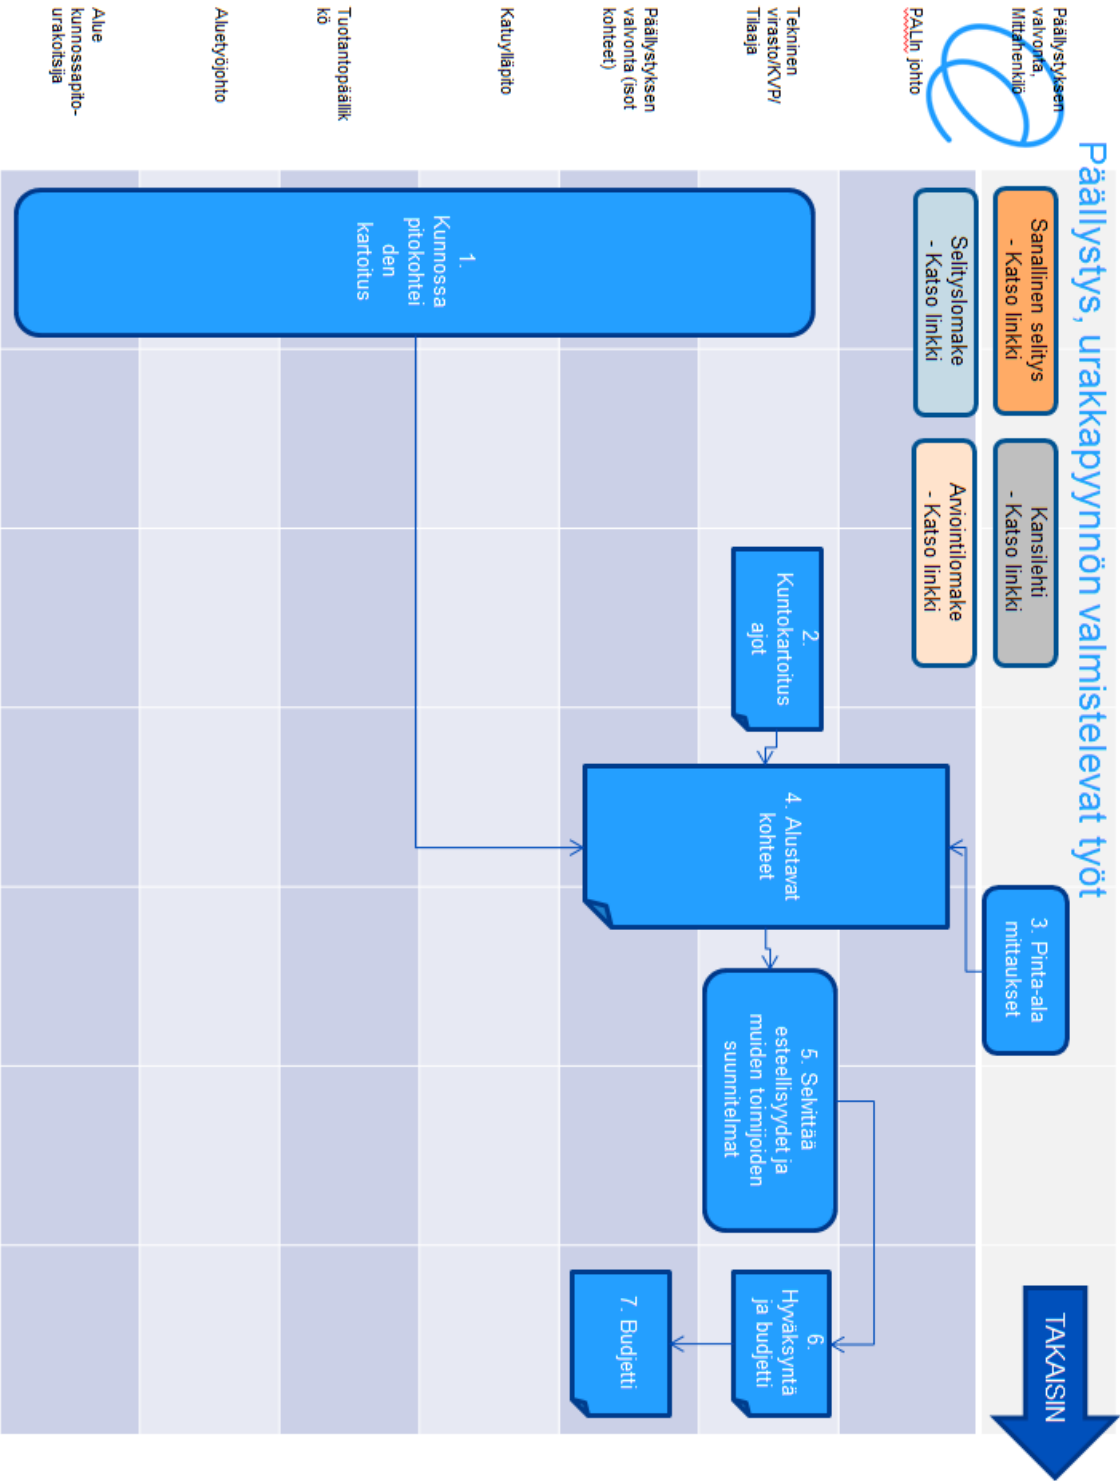 Päällystys, urakkapyynnön valmistelevat työt
Päällystyksen
valvonta,
Mittahenkilö
PALIn johto
Tekninen
virasto/KVP/
Tilaaja
Päällystyksen
valvonta (isot
kohteet)
Katuylläpito
Tuotantopäällik
kö
Aluetyöjohto
Alue
kunnossapito-
urakoitsija
Sanallinen selitys
- Katso linkki
Kansilehti
- Katso linkki
Selityslomake
- Katso linkki
Arviointilomake
- Katso linkki
TAKAISIN
1.
Kunnossa
pitokohtei
den
kartoitus
2.
Kuntokartoitus
ajot
3. Pinta-ala
mittaukset
4. Alustavat
kohteet
5. Selvittää
esteellisyydet ja
muiden toimijoiden
suunnitelmat
6.
Hyväksyntä
ja budjetti
7. Budjetti